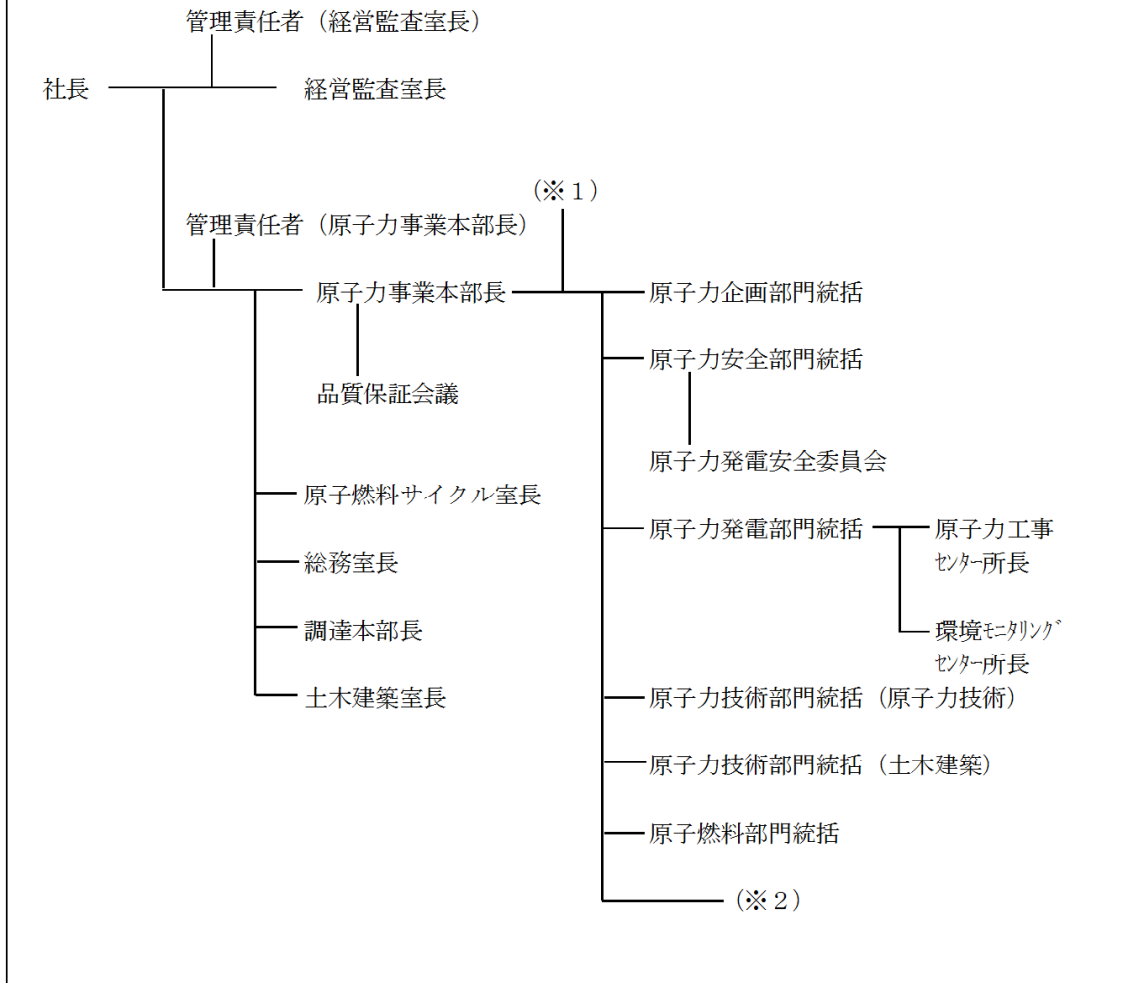 管理責任者（経営監査室長）
社長
経営監査室長
（※１）
管理責任者（原子力事業本部長）
原子力事業本部長
原子力企画部門統括
原子力安全部門統括
品質保証会議
原子力発電安全委員会
原子燃料サイクル室長
原子力発電部門統括
原子力工事
ｾﾝﾀｰ所長
総務室長
調達本部長
環境ﾓﾆﾀﾘﾝｸﾞ
ｾﾝﾀｰ所長
土木建築室長
原子力技術部門統括（原子力技術）
原子力技術部門統括（土木建築）
原子燃料部門統括
（※２）